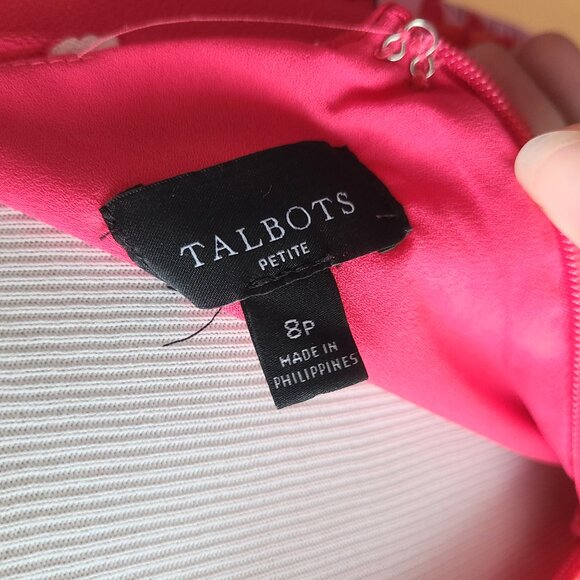 TALBOTS
PETITE
8P
MADE IN
PHILIPPINES